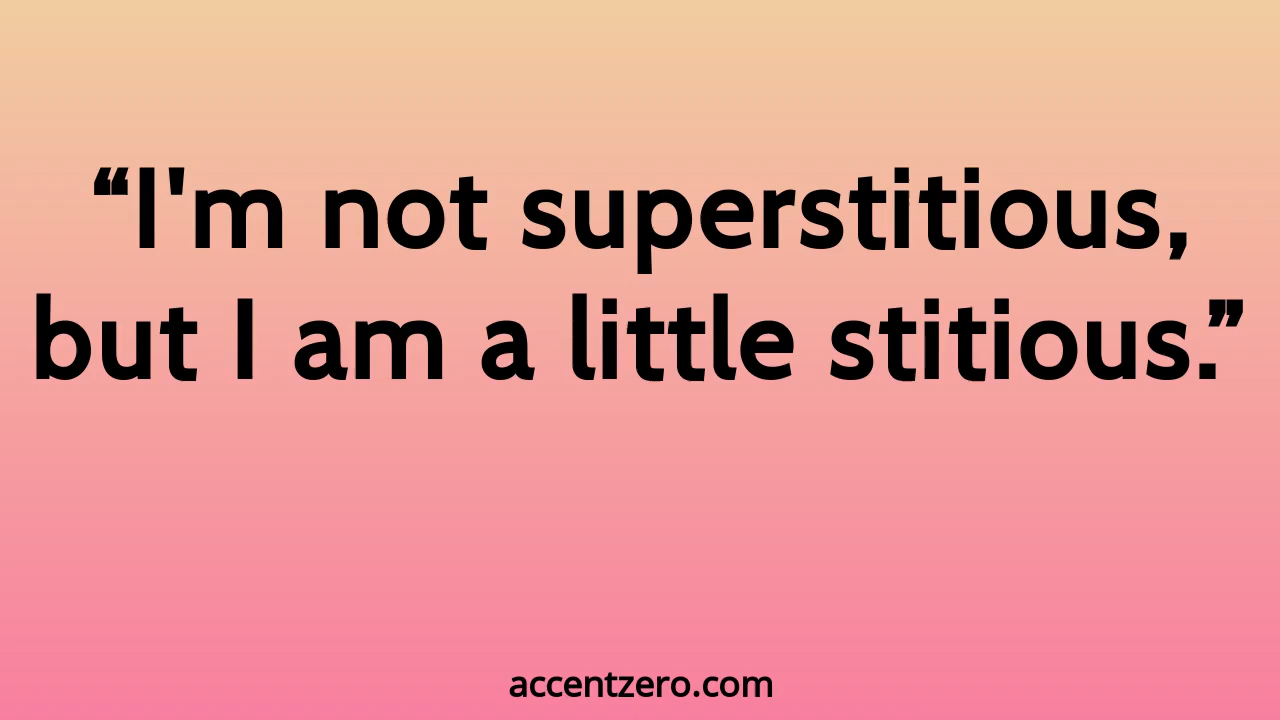 ❝I'm not superstitious,
but I am a little stitious.❞
accentzero.com